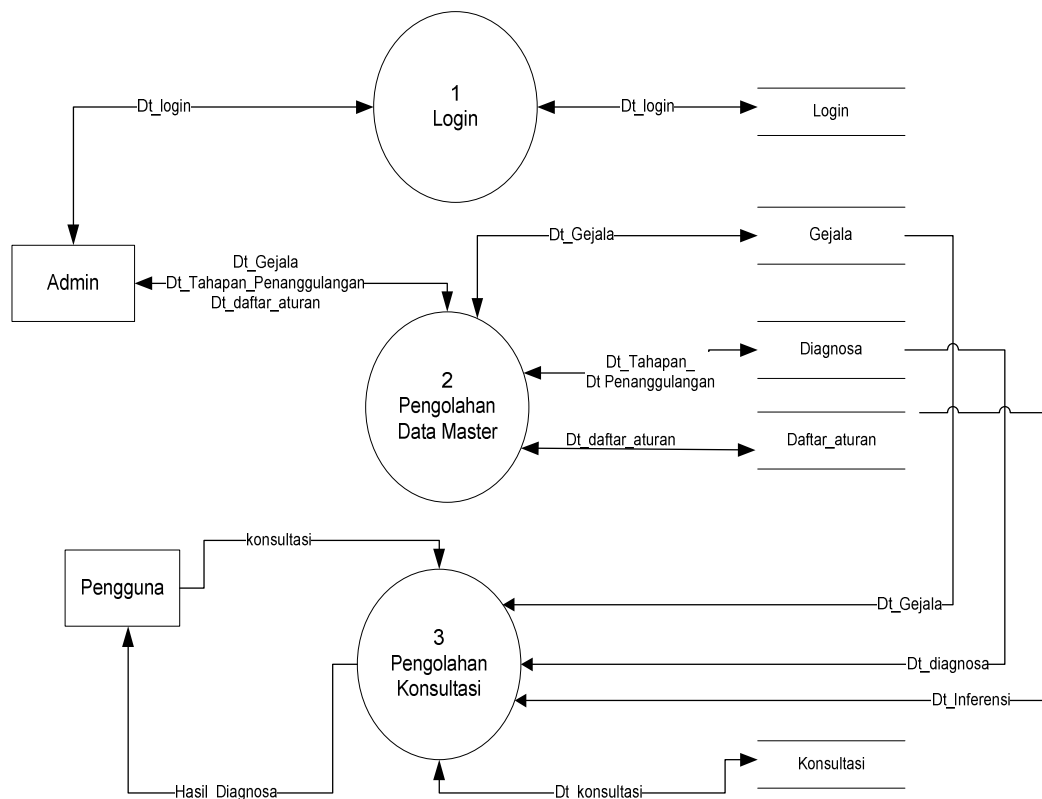 1
Login
Dt_login
Dt_login
Login
Dt_Gejala
Gejala
Admin
Dt_Gejala
Dt_Tahapan_Penanggulangan
Dt_daftar_aturan
2
Pengolahan
Data Master
Dt_Tahapan_
Dt Penanggulangan
Diagnosa
Dt_daftar_aturan
Daftar_aturan
konsultasi
Pengguna
3
Pengolahan
Konsultasi
Dt_Gejala
Dt_diagnosa
Dt_Inferensi
Hasil_Diagnosa
Dt_konsultasi
Konsultasi